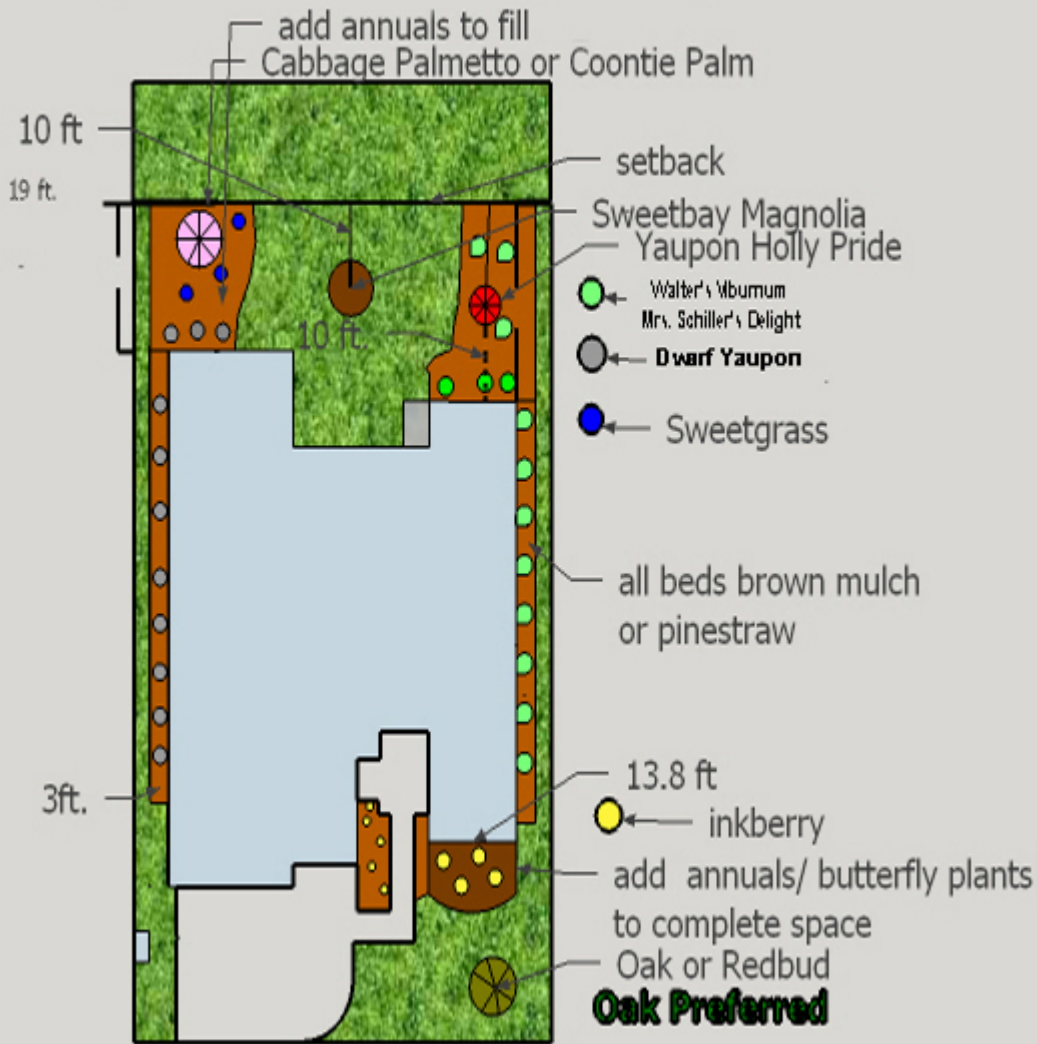 add annuals to fill
Cabbage Palmetto or Coontie Palm
10 ft
setback
19 ft.
Sweetbay Magnolia
Yaupon Holly Pride
Walter's Viburnum
Mrs. Schiller's Delight
10 ft.
Dwarf Yaupon
Sweetgrass
all beds brown mulch
or pinestraw
13.8 ft
3ft.
inkberry
add annuals/ butterfly plants
to complete space
Oak or Redbud
Oak Preferred